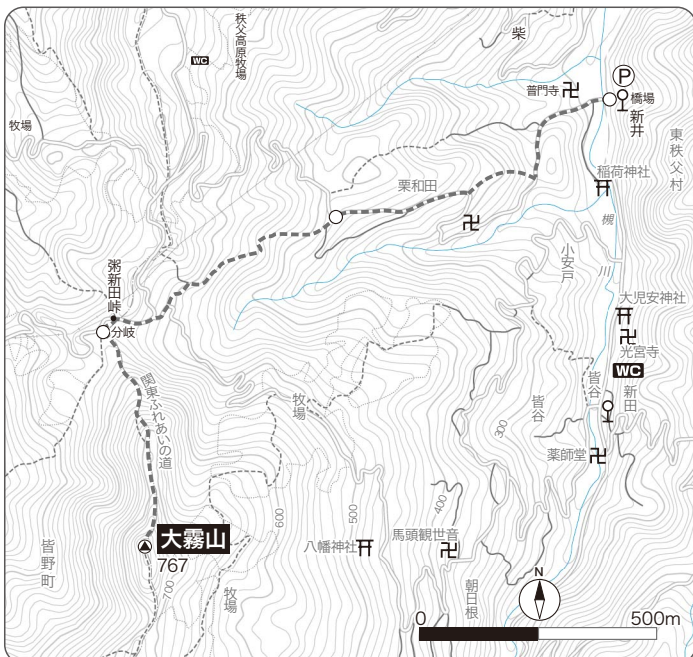 秩父高原牧場
WC
柴
P
普門寺
橋場
新井
牧場
東秩父村
稲荷神社
栗和田
槻川
小安戸
粥新田峠
分岐
大児安神社
光宮寺
WC
関東ふれあいの道
牧場
皆谷
皆谷
新田
300
薬師堂
400
500
600
大霧山
767
八幡神社
馬頭観世音
皆野町
700
牧場
朝日根
N
0
500m